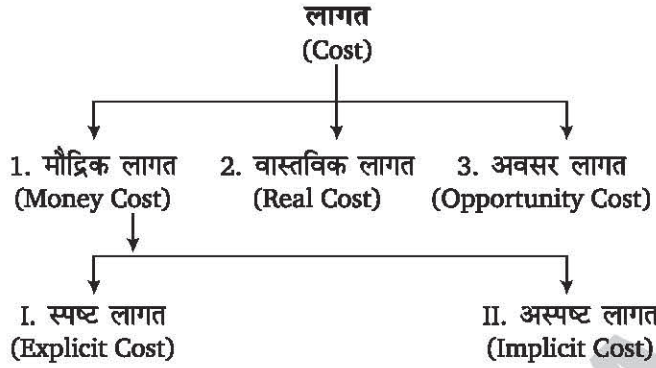 लागत
(Cost)
1. मौद्रिक लागत 2. वास्तविक लागत 3. अवसर लागत
(Money Cost) (Real Cost) (Opportunity Cost)
I. स्पष्ट लागत II. अस्पष्ट लागत
(Explicit Cost) (Implicit Cost)